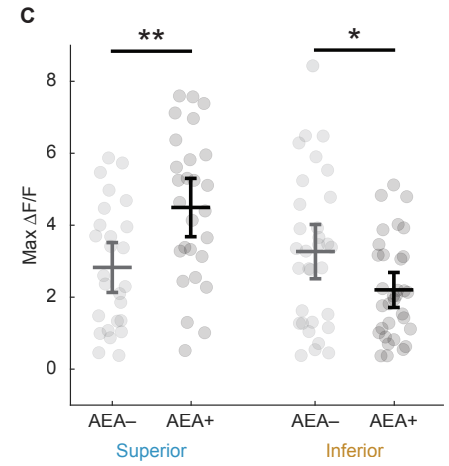 C
** *
8
6
4
2
0
Max ΔF/F
AEA– AEA+ AEA– AEA+
Superior Inferior